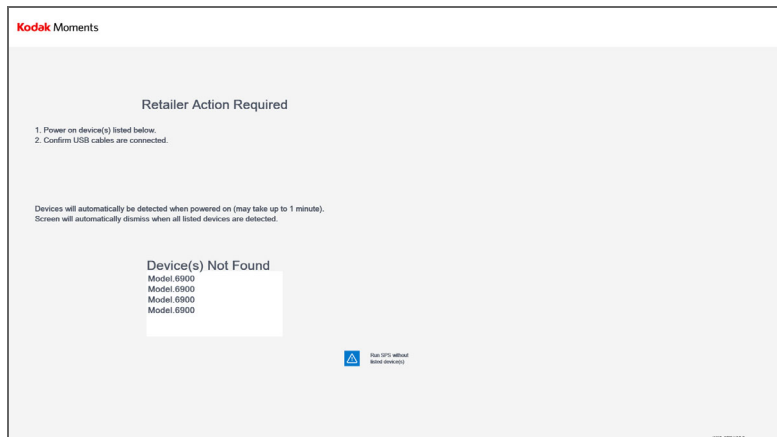 Kodak Moments
Retailer Action Required
1. Power on device(s) listed below.
2. Confirm USB cables are connected.
Devices will automatically be detected when powered on (may take up to 1 minute).
Screen will automatically dismiss when all listed devices are detected.
Device(s) Not Found
Model.6900
Model.6900
Model.6900
Model.6900
Run SPS without
listed device(s)